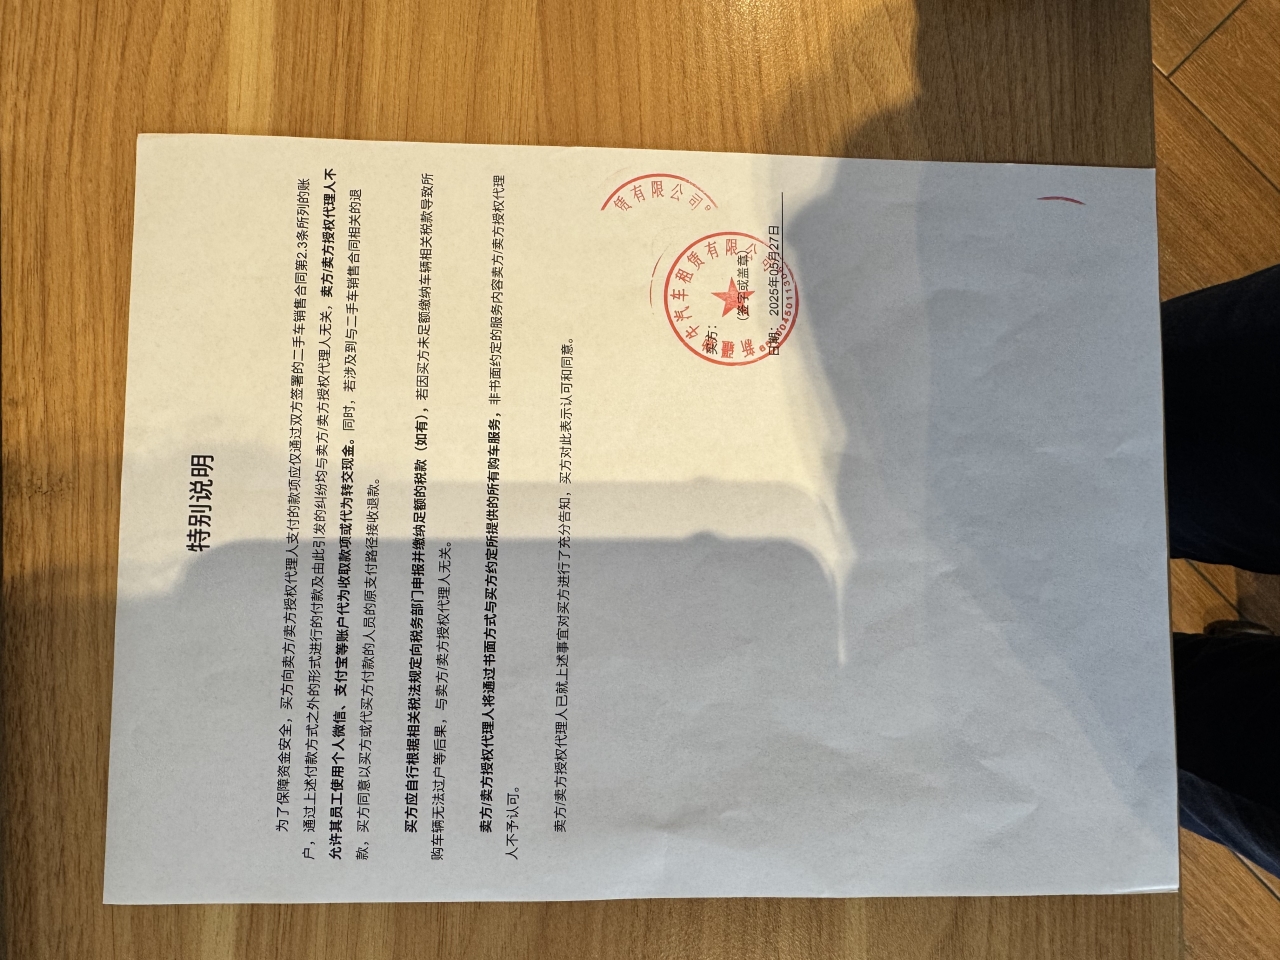 特别说明
为了保障资金安全，买方向卖方/卖方授权代理人支付的款项应仅通过双方签署的二手车销售合同第2.3条所列的账
户，通过上述付款方式之外的形式进行的付款及由此引发的纠纷均与卖方/卖方授权代理人无关，卖方/卖方授权代理人不
允许其员工使用个人微信、支付宝等账户代为收取款项或代为转交现金。同时，若涉及到与二手车销售合同相关的退
款，买方同意以买方或代买方付款的人员的原支付路径接收退款。
买方应自行根据相关税法规定向税务部门申报并缴纳足额的税款（如有），若因买方未足额缴纳车辆相关税款导致所
购车辆无法过户等后果，与卖方/卖方授权代理人无关。
卖方/卖方授权代理人将通过书面方式与买方约定所提供的所有购车服务，非书面约定的服务内容卖方/卖方授权代理
人不予认可。
卖方/卖方授权代理人已就上述事宜对买方进行了充分告知，买方对此表示认可和同意。
赁有限公司
卖方：
（签字或盖章）
日期： 2025年05月27日
新疆 汽车租赁有限公司